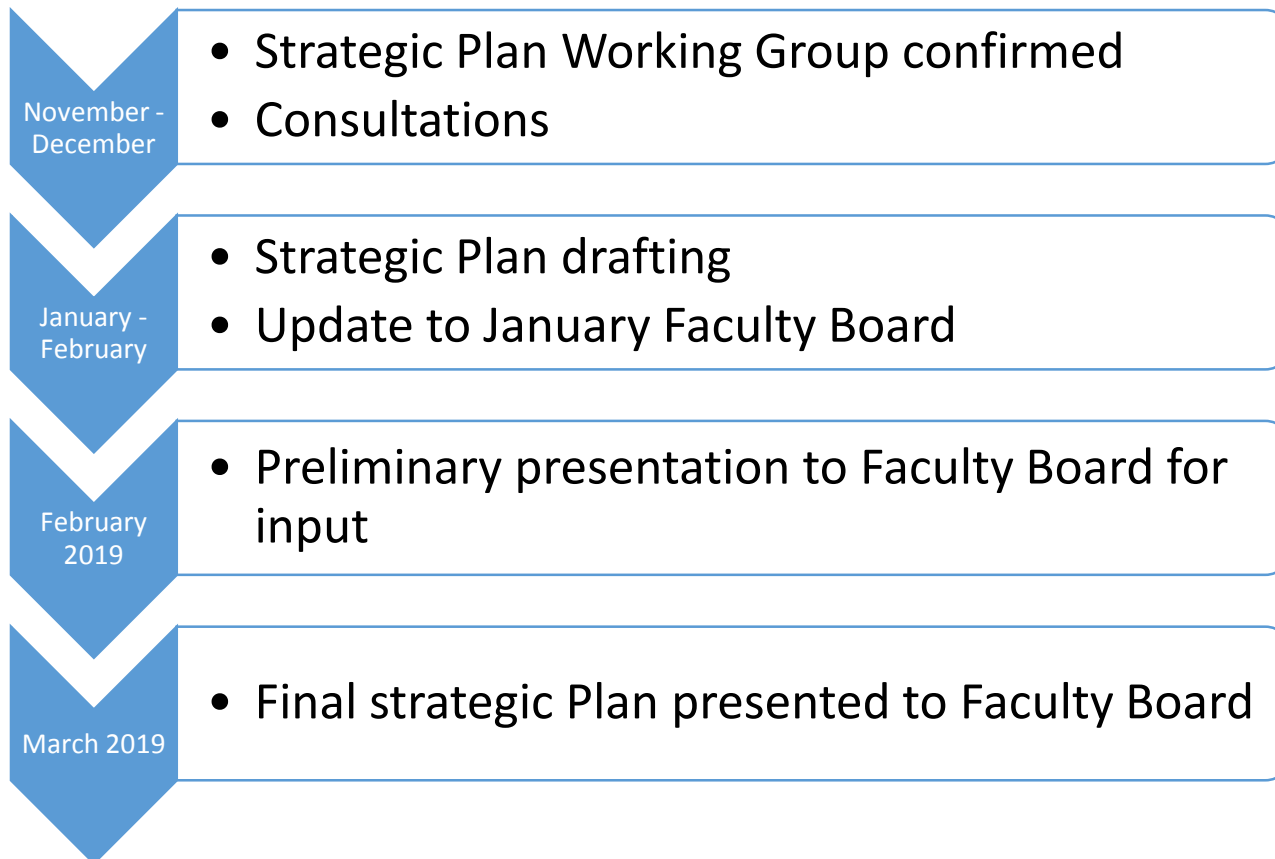 November -
December
• Strategic Plan Working Group confirmed
• Consultations
January -
February
• Strategic Plan drafting
• Update to January Faculty Board
February
2019
• Preliminary presentation to Faculty Board for
input
March 2019
• Final strategic Plan presented to Faculty Board